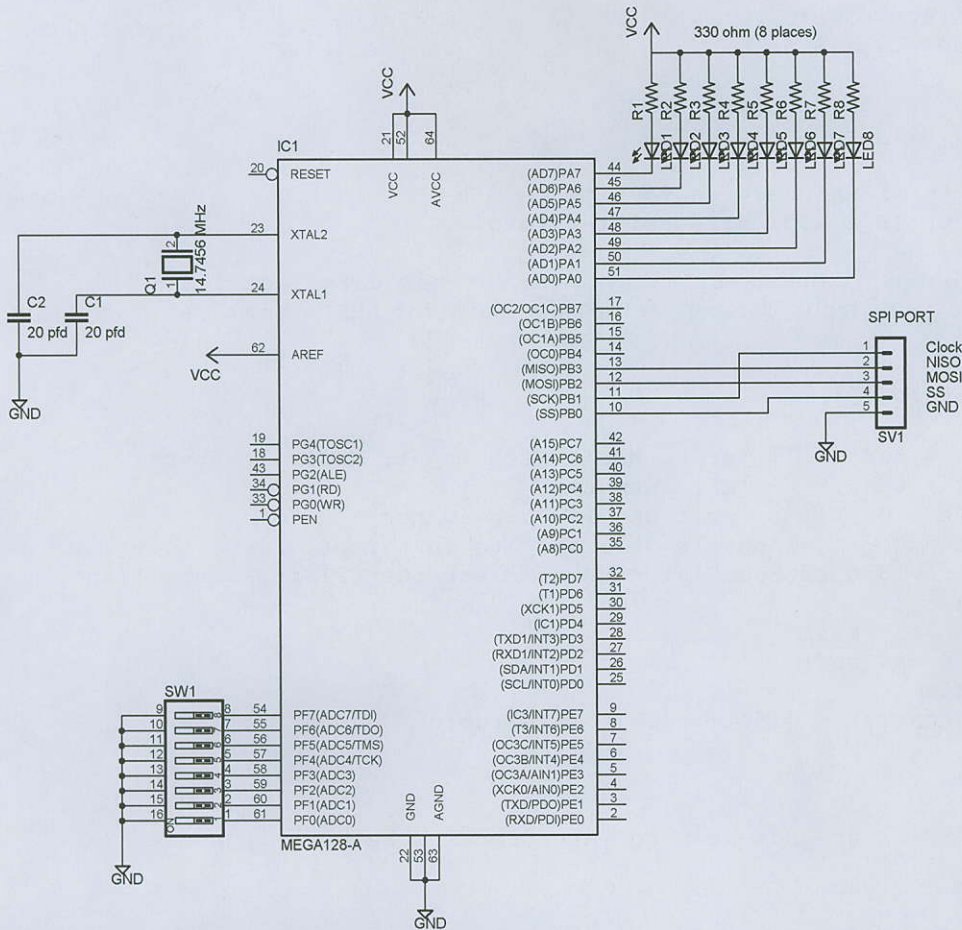 VCC
330 ohm (8 places)
R1
R2
R3
R4
R5
R6
R7
R8
LED1
LED2
LED3
LED4
LED5
LED6
LED7
LED8
VCC
21
52
64
IC1
VCC
AVCC
20 RESET
23 XTAL2
24 XTAL1
62 AREF
VCC
2
1
Q1
14.7456 MHz
C2
20 pfd
C1
20 pfd
GND
19 PG4(TOSC1)
18 PG3(TOSC2)
43 PG2(ALE)
34 PG1(RD)
33 PG0(WR)
1 PEN
(AD7)PA7 44
(AD6)PA6 45
(AD5)PA5 46
(AD4)PA4 47
(AD3)PA3 48
(AD2)PA2 49
(AD1)PA1 50
(AD0)PA0 51
(OC2/OC1C)PB7 17
(OC1B)PB6 16
(OC1A)PB5 15
(OC0)PB4 14
(MISO)PB3 13
(MOSI)PB2 12
(SCK)PB1 11
(SS)PB0 10
SPI PORT
1 Clock
2 NISO
3 MOSI
4 SS
5 GND
SV1
GND
(A15)PC7 42
(A14)PC6 41
(A13)PC5 40
(A12)PC4 39
(A11)PC3 38
(A10)PC2 37
(A9)PC1 36
(A8)PC0 35
(T2)PD7 32
(T1)PD6 31
(XCK1)PD5 30
(IC1)PD4 29
(TXD1/INT3)PD3 28
(RXD1/INT2)PD2 27
(SDA/INT1)PD1 26
(SCL/INT0)PD0 25
(IC3/INT7)PE7 9
(T3/INT6)PE6 8
(OC3C/INT5)PE5 7
(OC3B/INT4)PE4 6
(OC3A/AIN1)PE3 5
(XCK0/AIN0)PE2 4
(TXD/PDO)PE1 3
(RXD/PDI)PE0 2
SW1
9 8 8 54 PF7(ADC7/TDI)
10 7 7 55 PF6(ADC6/TDO)
11 6 6 56 PF5(ADC5/TMS)
12 5 5 57 PF4(ADC4/TCK)
13 4 4 58 PF3(ADC3)
14 3 3 59 PF2(ADC2)
15 2 2 60 PF1(ADC1)
16 ON 1 1 61 PF0(ADC0)
GND
GND
AGND
MEGA128-A
22
53
63
GND